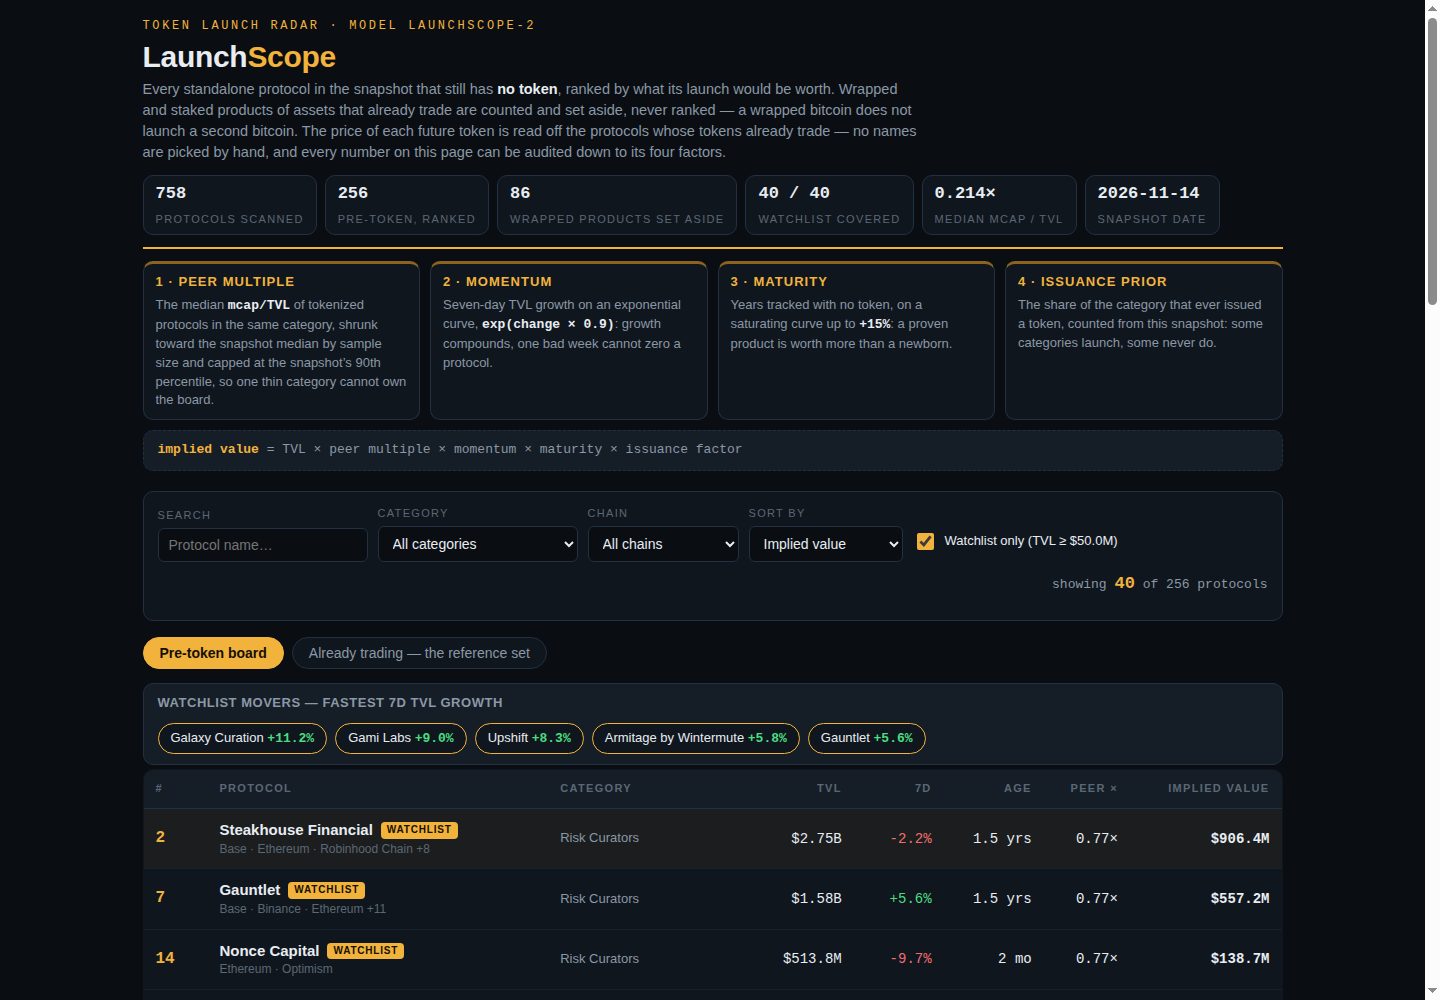 TOKEN LAUNCH RADAR · MODEL LAUNCHSCOPE-2
LaunchScope
Every standalone protocol in the snapshot that still has no token, ranked by what its launch would be worth. Wrapped
and staked products of assets that already trade are counted and set aside, never ranked — a wrapped bitcoin does not
launch a second bitcoin. The price of each future token is read off the protocols whose tokens already trade — no names
are picked by hand, and every number on this page can be audited down to its four factors.
758
PROTOCOLS SCANNED
256
PRE-TOKEN, RANKED
86
WRAPPED PRODUCTS SET ASIDE
40 / 40
WATCHLIST COVERED
0.214×
MEDIAN MCAP / TVL
2026-11-14
SNAPSHOT DATE
1 · PEER MULTIPLE
The median mcap/TVL of tokenized
protocols in the same category, shrunk
toward the snapshot median by sample
size and capped at the snapshot’s 90th
percentile, so one thin category cannot own
the board.
2 · MOMENTUM
Seven-day TVL growth on an exponential
curve, exp(change × 0.9): growth
compounds, one bad week cannot zero a
protocol.
3 · MATURITY
Years tracked with no token, on a
saturating curve up to +15%: a proven
product is worth more than a newborn.
4 · ISSUANCE PRIOR
The share of the category that ever issued
a token, counted from this snapshot: some
categories launch, some never do.
implied value = TVL × peer multiple × momentum × maturity × issuance factor
SEARCH
Protocol name…
CATEGORY
All categories
CHAIN
All chains
SORT BY
Implied value
Watchlist only (TVL ≥ $50.0M)
showing 40 of 256 protocols
Pre-token board
Already trading — the reference set
WATCHLIST MOVERS — FASTEST 7D TVL GROWTH
Galaxy Curation +11.2%
Gami Labs +9.0%
Upshift +8.3%
Armitage by Wintermute +5.8%
Gauntlet +5.6%
# PROTOCOL CATEGORY TVL 7D AGE PEER × IMPLIED VALUE
2 Steakhouse Financial WATCHLIST Risk Curators $2.75B -2.2% 1.5 yrs 0.77× $906.4M
Base · Ethereum · Robinhood Chain +8
7 Gauntlet WATCHLIST Risk Curators $1.58B +5.6% 1.5 yrs 0.77× $557.2M
Base · Binance · Ethereum +11
14 Nonce Capital WATCHLIST Risk Curators $513.8M -9.7% 2 mo 0.77× $138.7M
Ethereum · Optimism